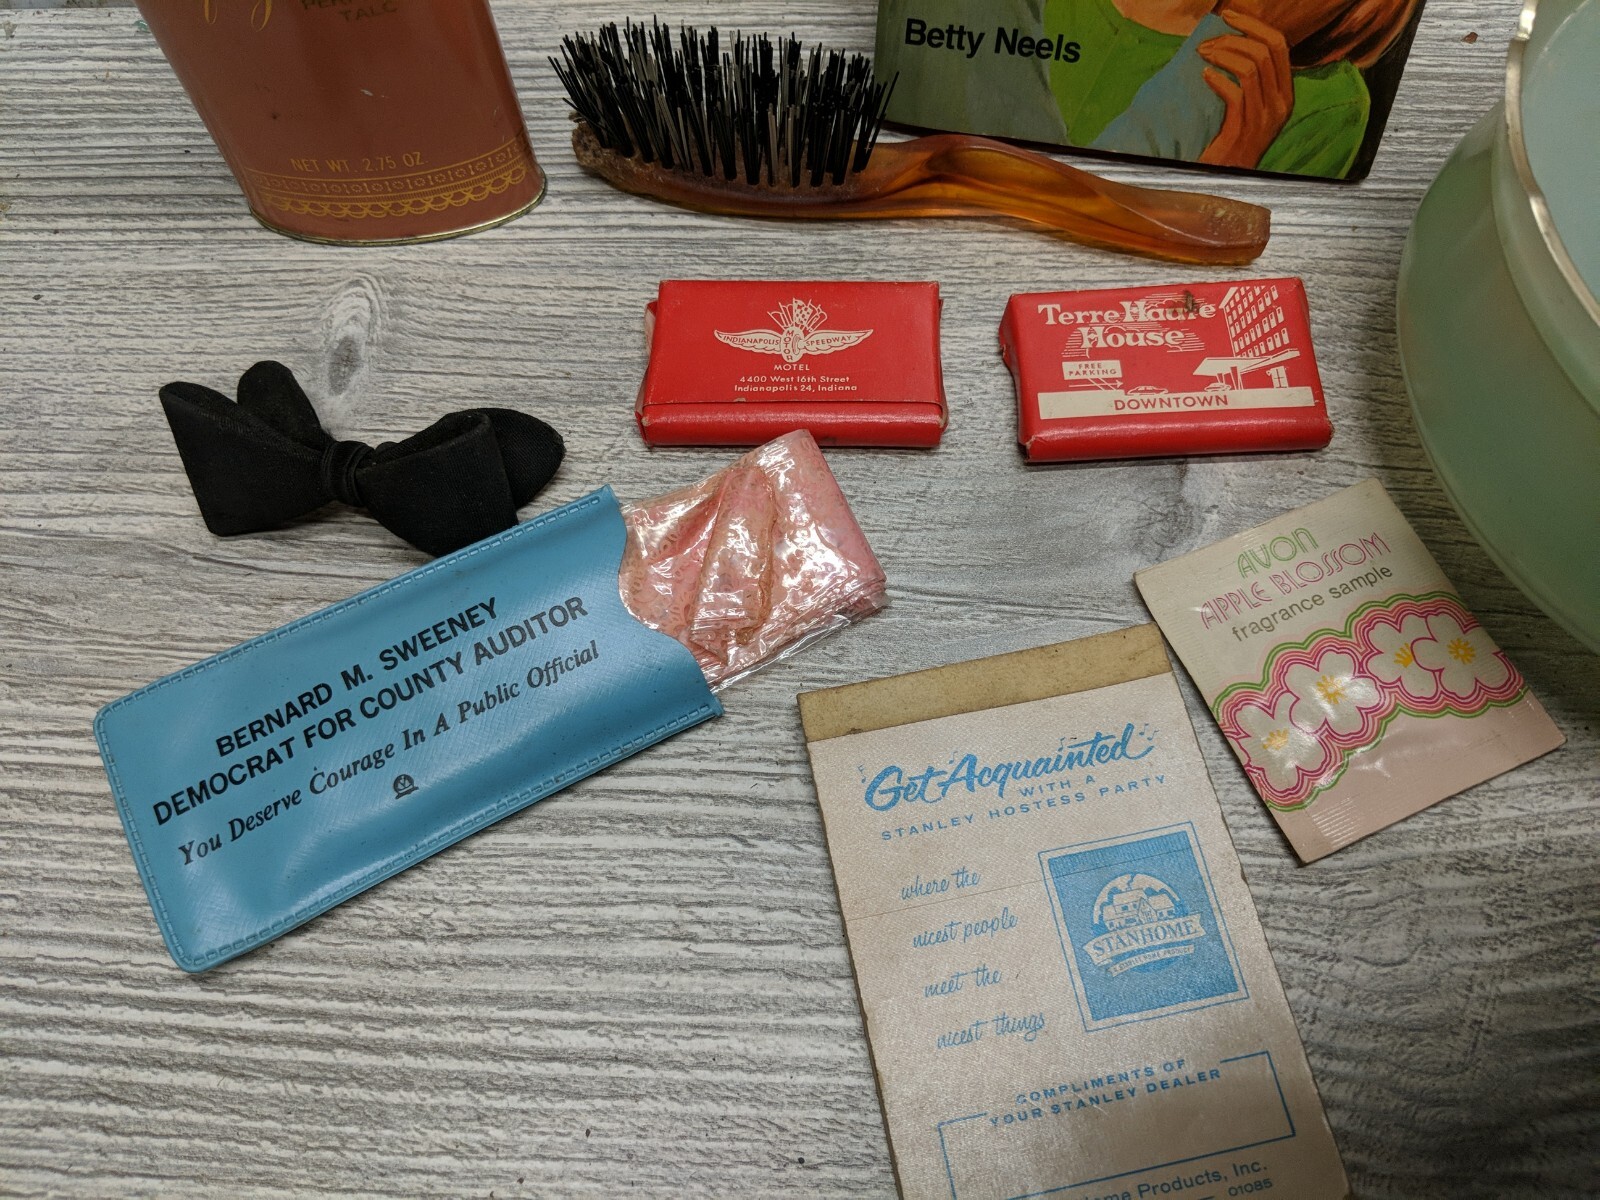 TALC
NET WT. 2.75 OZ.
Betty Neels
INDIANAPOLIS MOTOR SPEEDWAY
MOTEL
4400 West 16th Street
Indianapolis 24, Indiana
Terre Haute
House
FREE
PARKING
DOWNTOWN
BERNARD M. SWEENEY
DEMOCRAT FOR COUNTY AUDITOR
You Deserve Courage In A Public Official
AVON
APPLE BLOSSOM
fragrance sample
Get Acquainted
WITH A
STANLEY HOSTESS PARTY
where the
nicest people
meet the
nicest things
STANHOME
COMPLIMENTS OF
YOUR STANLEY DEALER
Home Products, Inc.
01085